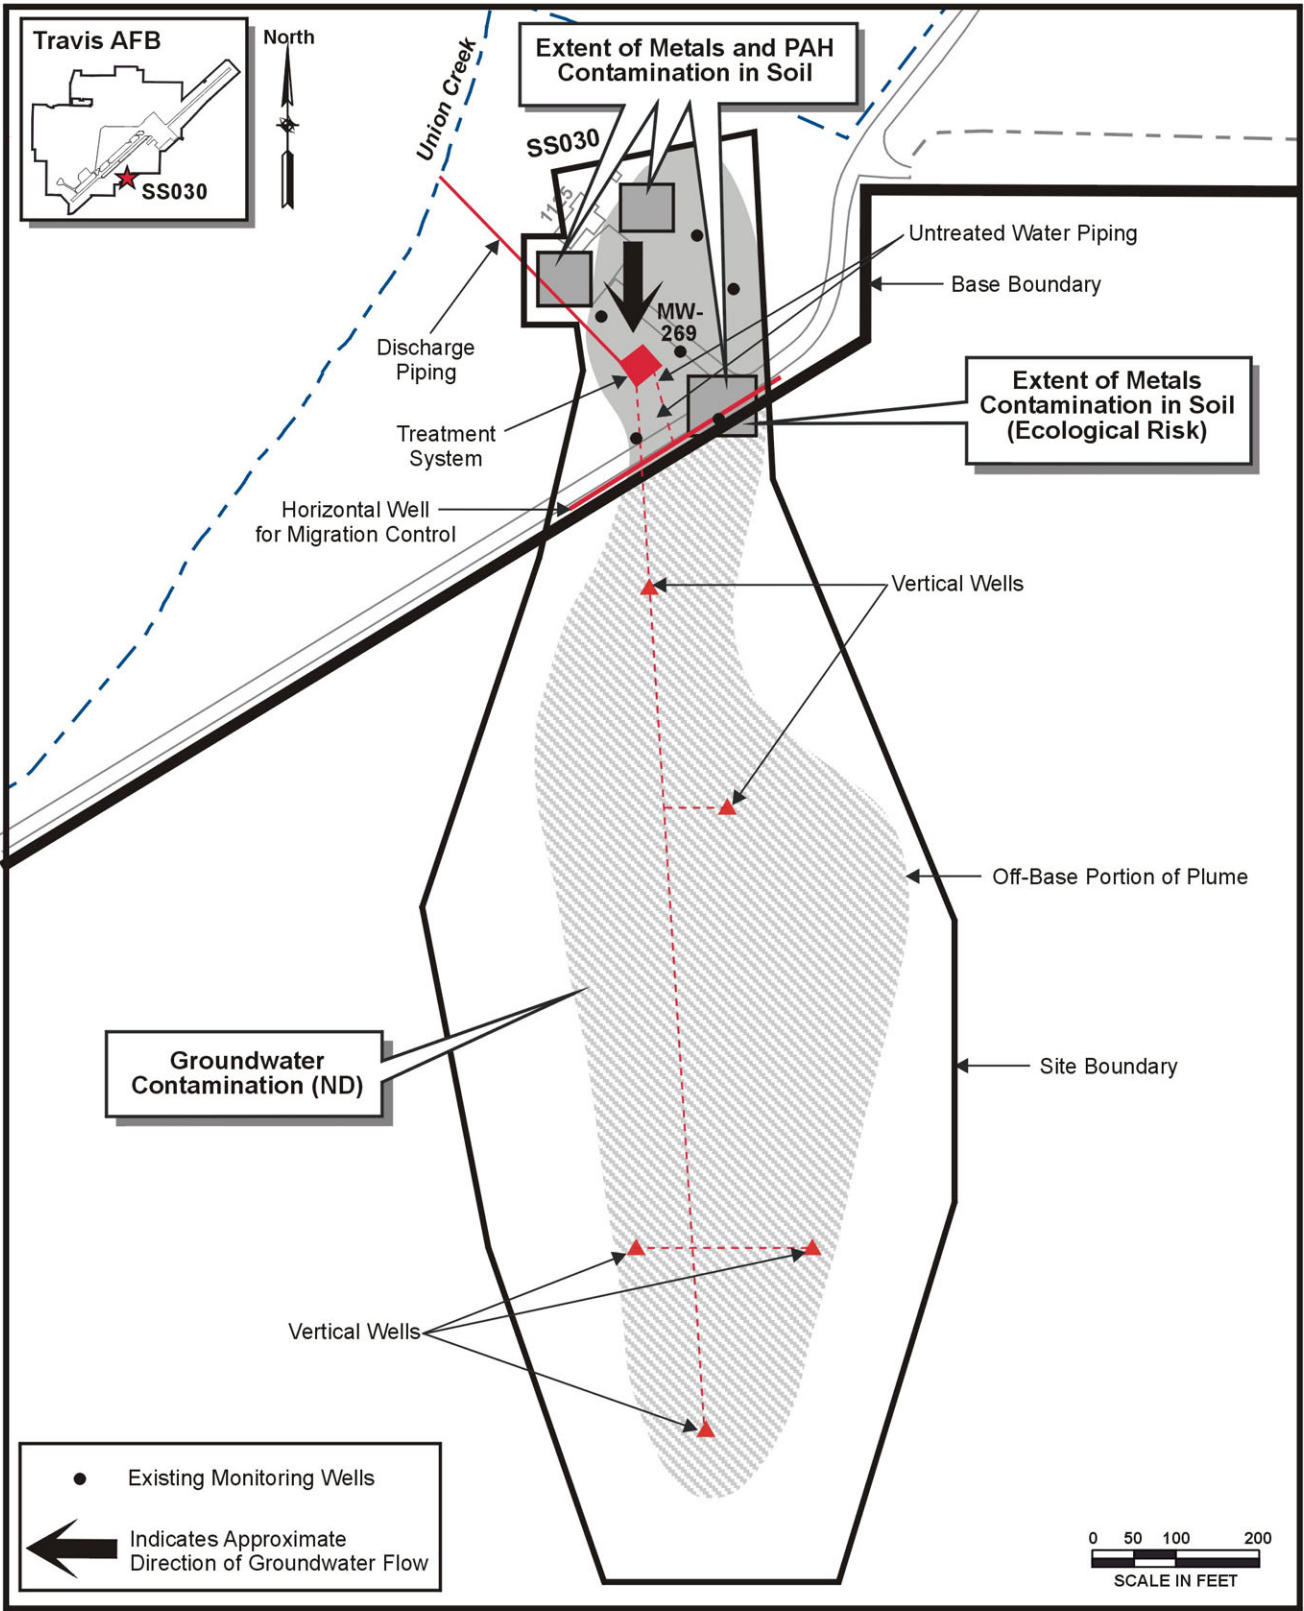 Travis AFB
SS030
North
Union Creek
Extent of Metals and PAH
Contamination in Soil
SS030
1125
Untreated Water Piping
Base Boundary
MW-
269
Discharge
Piping
Extent of Metals
Contamination in Soil
(Ecological Risk)
Treatment
System
Horizontal Well
for Migration Control
Vertical Wells
Off-Base Portion of Plume
Groundwater
Contamination (ND)
Site Boundary
Vertical Wells
Existing Monitoring Wells
Indicates Approximate
Direction of Groundwater Flow
0 50 100 200
SCALE IN FEET